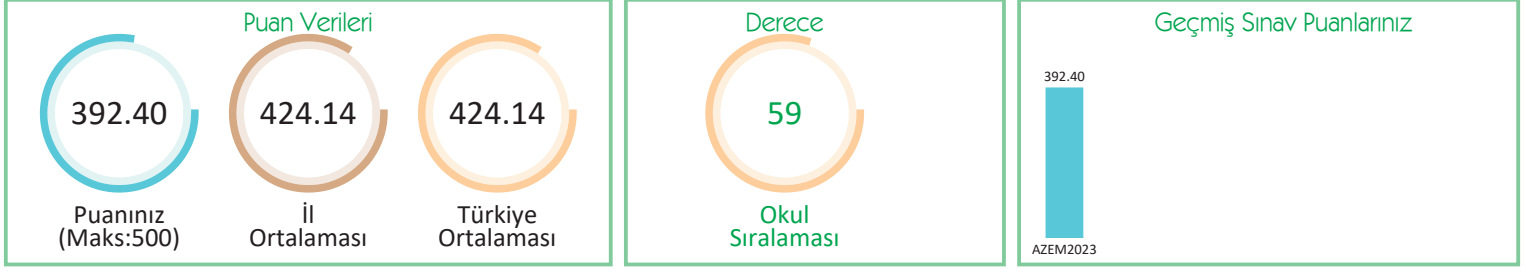 Puan Verileri
392.40
424.14
424.14
Puanınız
(Maks:500)
İl
Ortalaması
Türkiye
Ortalaması
Derece
59
Okul
Sıralaması
Geçmiş Sınav Puanlarınız
392.40
AZEM2023